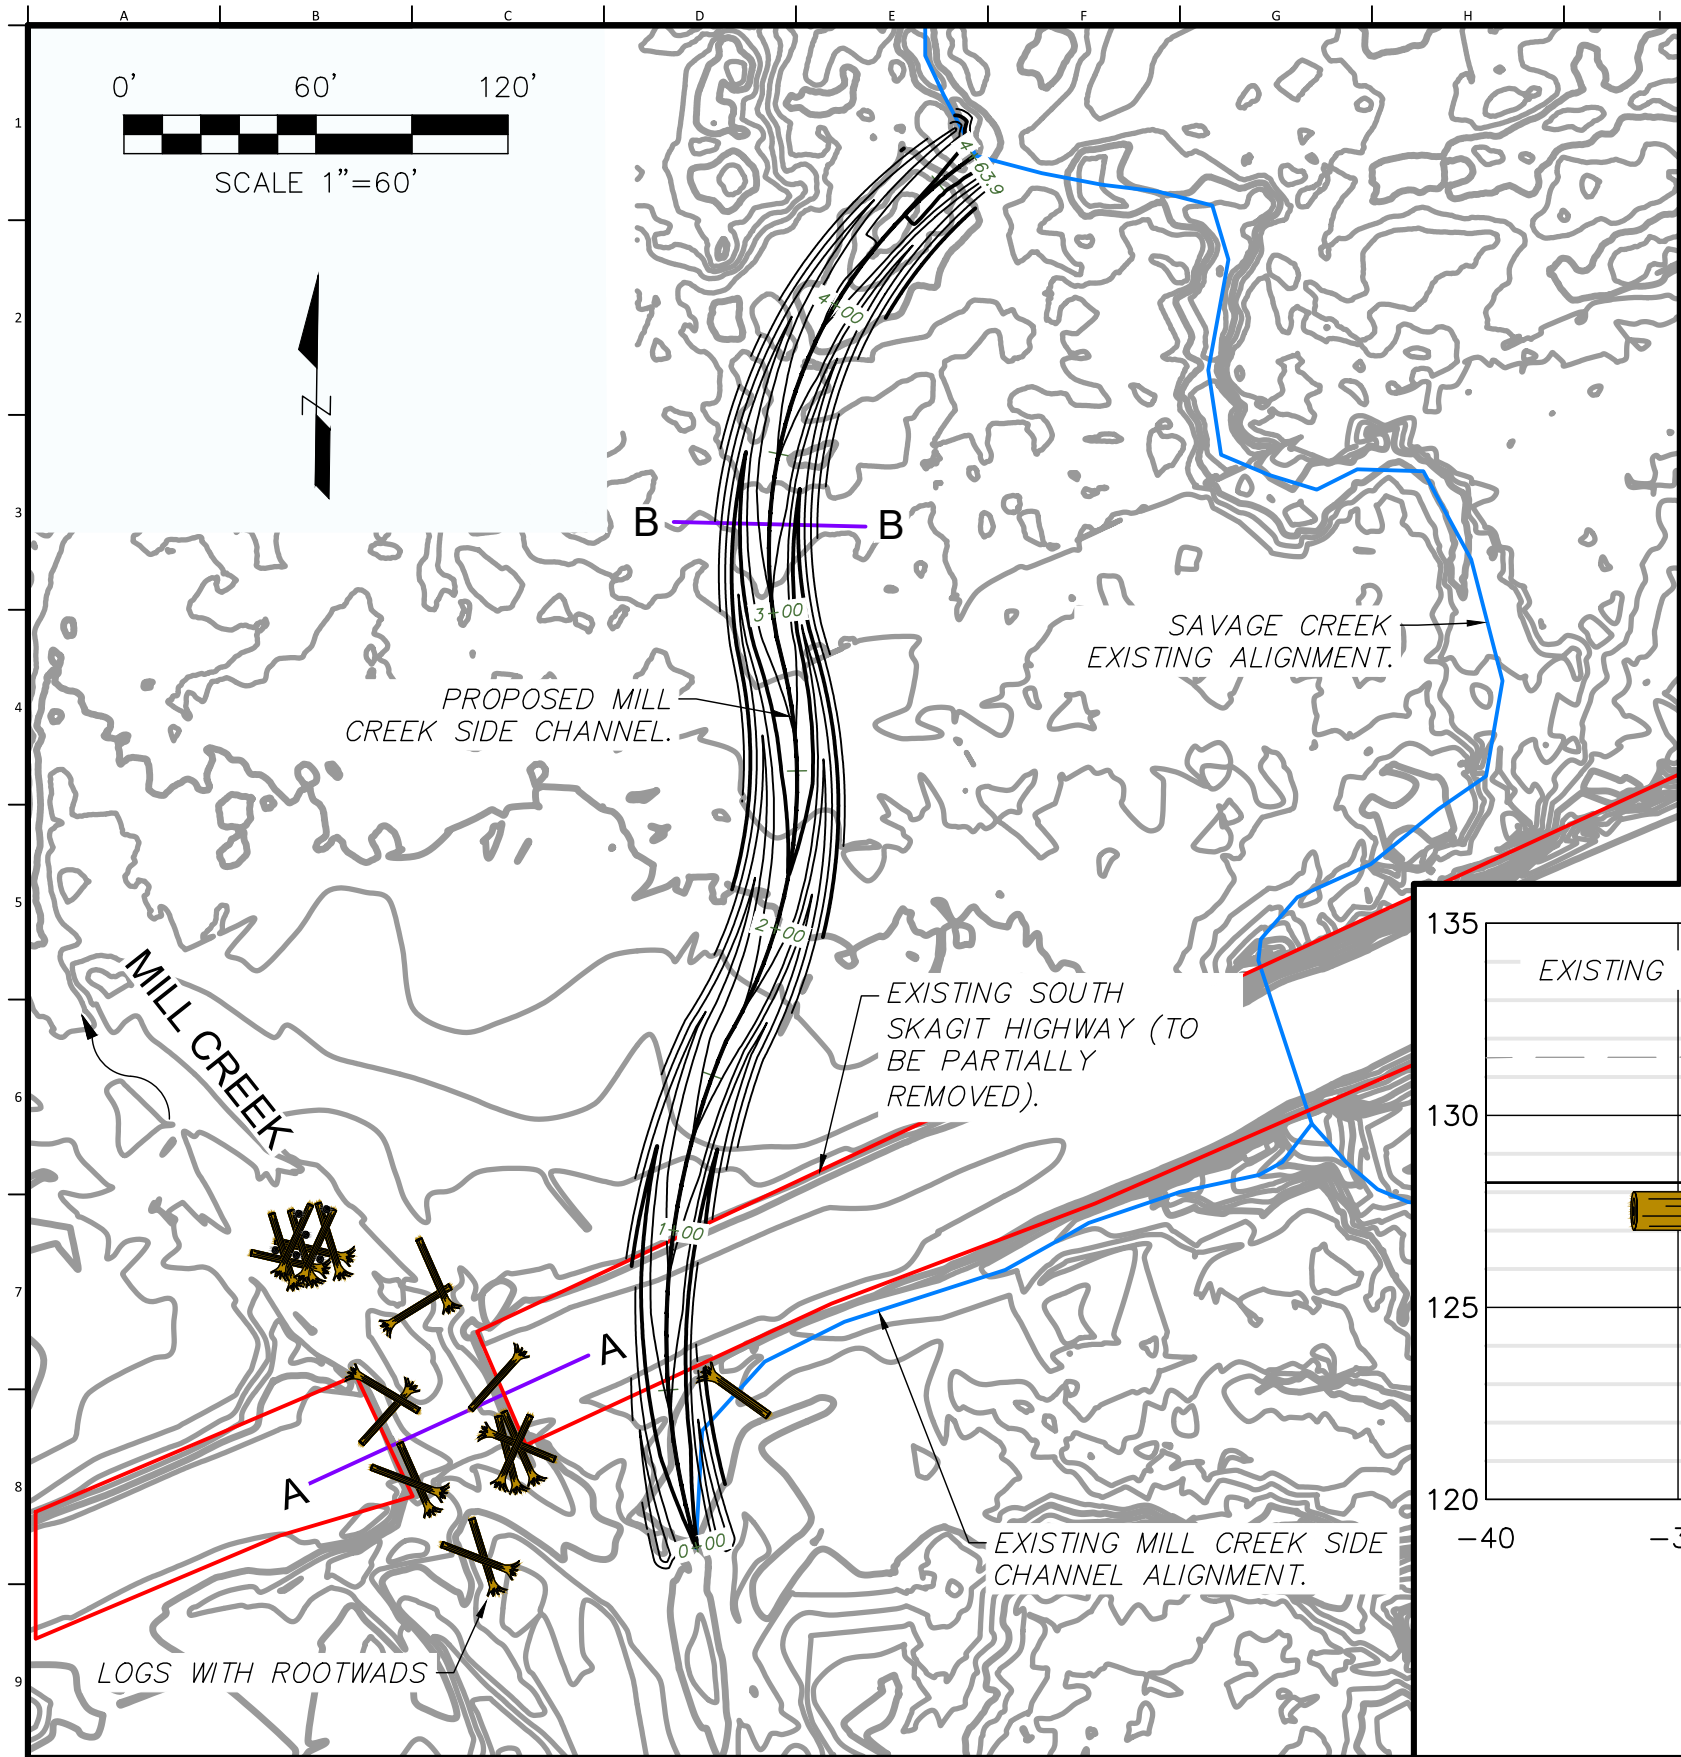 A B C D E F G H I
0' 60' 120'
SCALE 1"=60'
Z
1
2
3
4
5
6
7
8
9
4+63.9
4+00
B B
3+00
SAVAGE CREEK
EXISTING ALIGNMENT.
PROPOSED MILL
CREEK SIDE CHANNEL.
2+00
MILL CREEK
EXISTING SOUTH
SKAGIT HIGHWAY (TO
BE PARTIALLY
REMOVED).
1+00
A
A
0+00
EXISTING MILL CREEK SIDE
CHANNEL ALIGNMENT.
LOGS WITH ROOTWADS
135
EXISTING
130
125
120
-40 -3